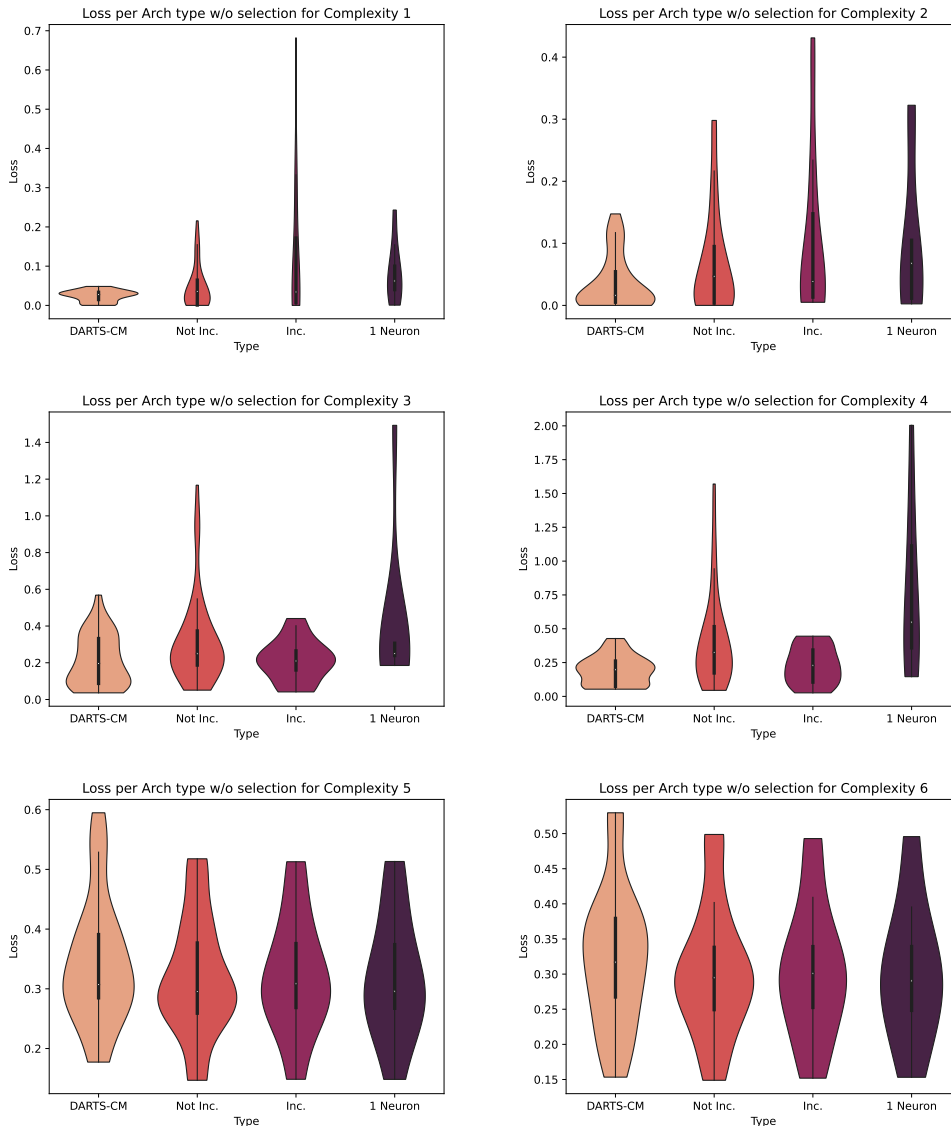 Loss per Arch type w/o selection for Complexity 1
0.7
0.6
0.5
0.4
0.3
0.2
0.1
0.0
Loss
DARTS-CM Not Inc. Inc. 1 Neuron
Type
Loss per Arch type w/o selection for Complexity 2
0.4
0.3
0.2
0.1
0.0
Loss
DARTS-CM Not Inc. Inc. 1 Neuron
Type
Loss per Arch type w/o selection for Complexity 3
1.4
1.2
1.0
0.8
0.6
0.4
0.2
0.0
Loss
DARTS-CM Not Inc. Inc. 1 Neuron
Type
Loss per Arch type w/o selection for Complexity 4
2.00
1.75
1.50
1.25
1.00
0.75
0.50
0.25
0.00
Loss
DARTS-CM Not Inc. Inc. 1 Neuron
Type
Loss per Arch type w/o selection for Complexity 5
0.6
0.5
0.4
0.3
0.2
Loss
DARTS-CM Not Inc. Inc. 1 Neuron
Type
Loss per Arch type w/o selection for Complexity 6
0.50
0.45
0.40
0.35
0.30
0.25
0.20
0.15
Loss
DARTS-CM Not Inc. Inc. 1 Neuron
Type